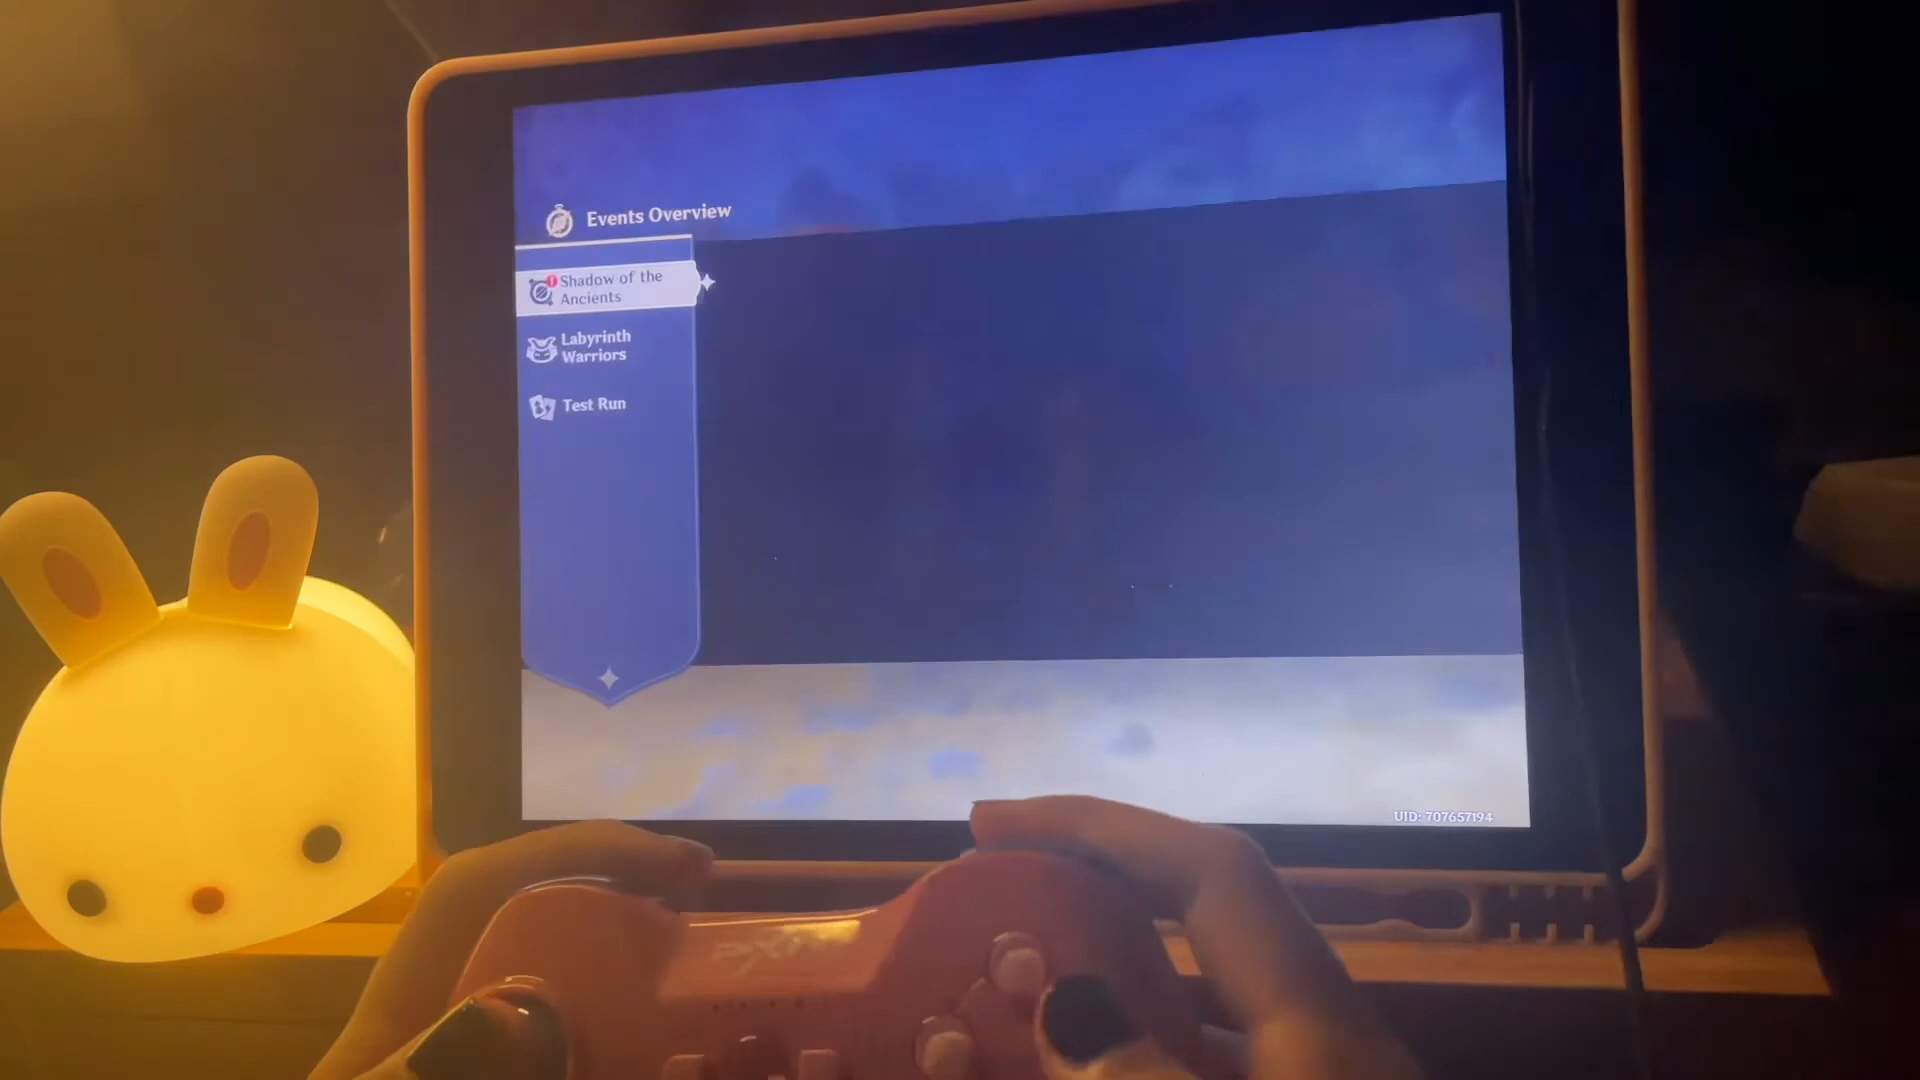 Events Overview
Shadow of the
Ancients
Labyrinth
Warriors
Test Run
UID: 707657194